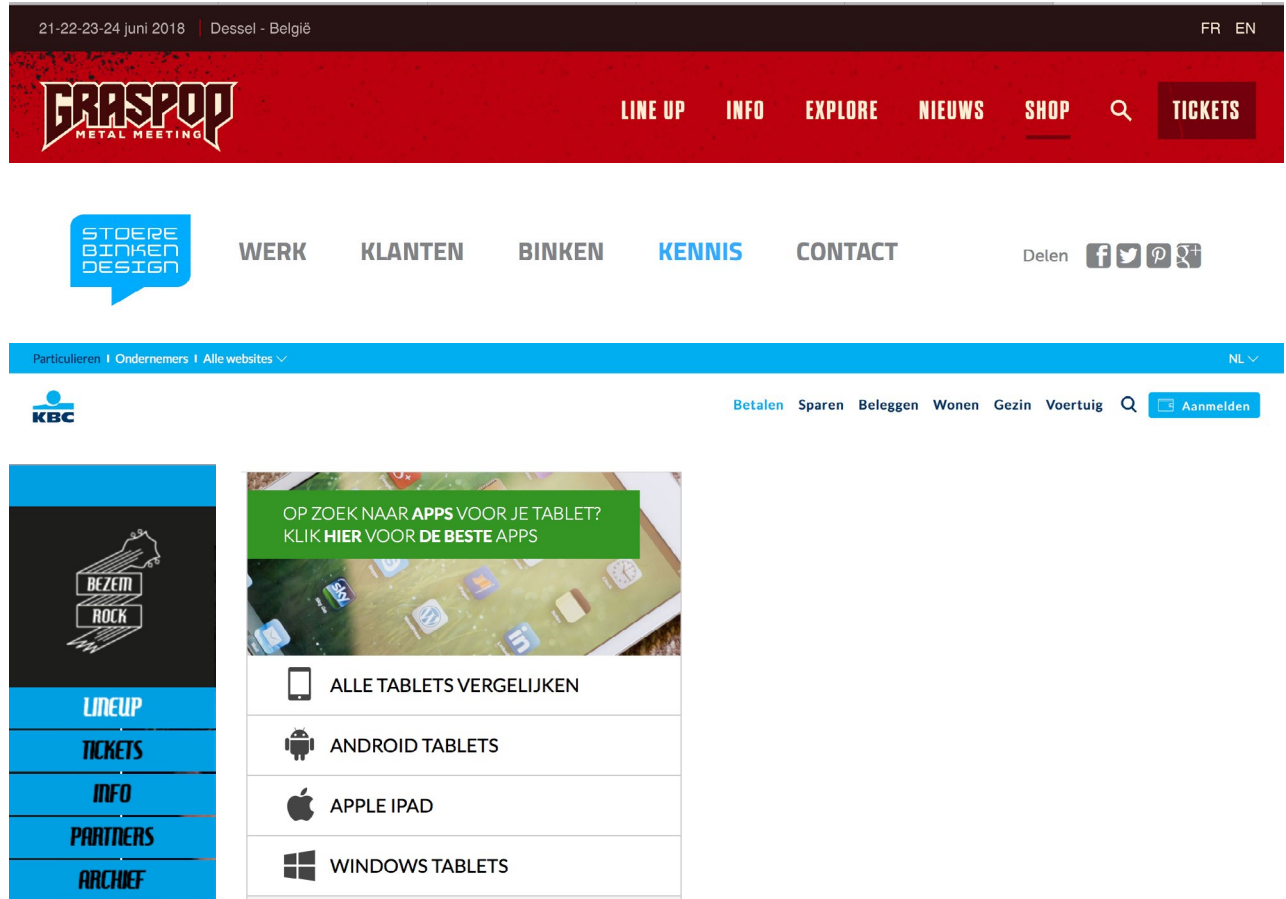 21-22-23-24 juni 2018 | Dessel - België FR EN
GRASPOP
METAL MEETING
LINE UP INFO EXPLORE NIEUWS SHOP TICKETS
STOERE
BINKEN
DESIGN
WERK KLANTEN BINKEN KENNIS CONTACT Delen
Particulieren | Ondernemers | Alle websites NL
KBC
Betalen Sparen Beleggen Wonen Gezin Voertuig Aanmelden
BEZEM
ROCK
LINEUP
TICKETS
INFO
PARTNERS
ARCHIEF
OP ZOEK NAAR APPS VOOR JE TABLET?
KLIK HIER VOOR DE BESTE APPS
sky
ALLE TABLETS VERGELIJKEN
ANDROID TABLETS
APPLE IPAD
WINDOWS TABLETS